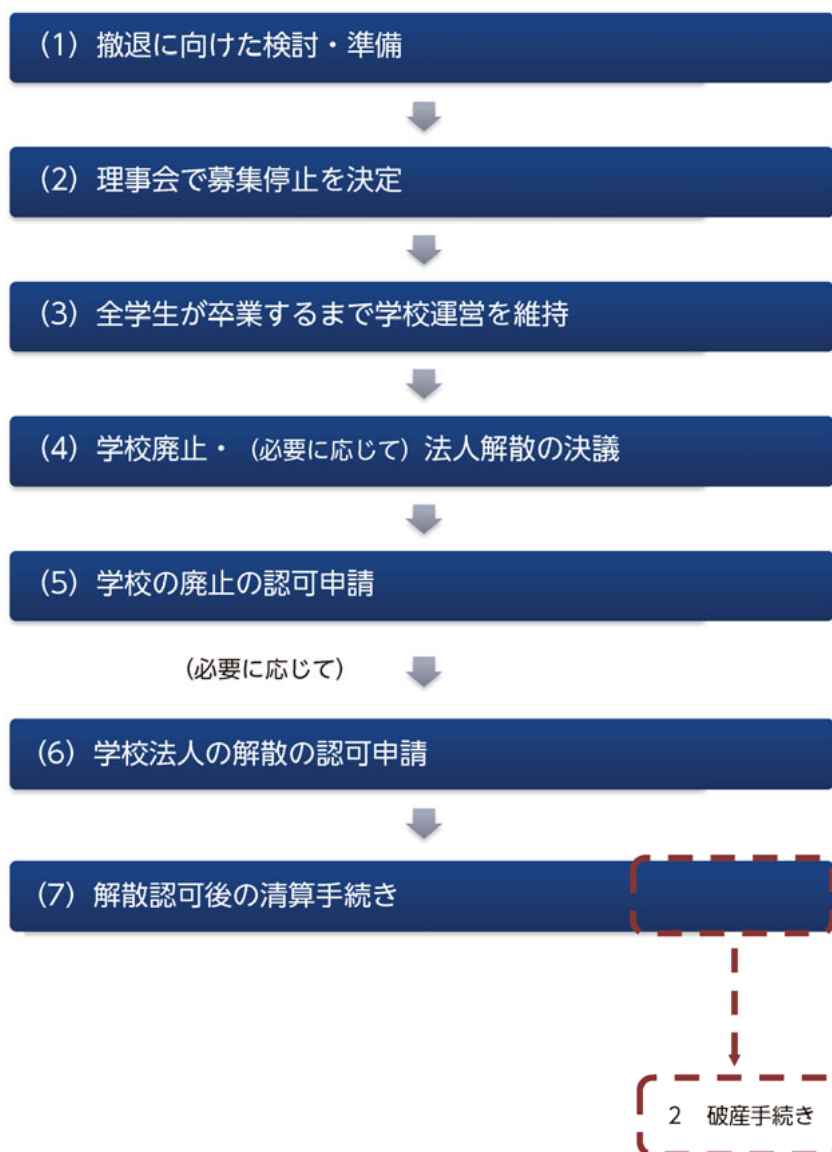 (1) 撤退に向けた検討・準備
(2) 理事会で募集停止を決定
(3) 全学生が卒業するまで学校運営を維持
(4) 学校廃止・(必要に応じて) 法人解散の決議
(5) 学校の廃止の認可申請
(必要に応じて)
(6) 学校法人の解散の認可申請
(7) 解散認可後の清算手続き
2 破産手続き